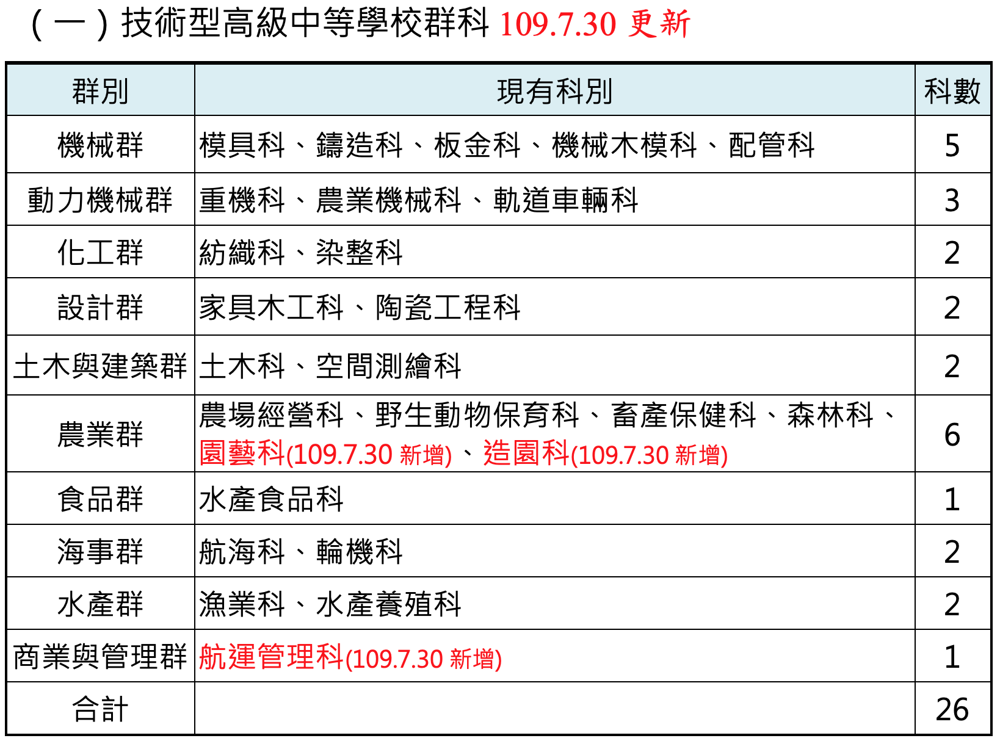 (一)技術型高級中等學校群科 109.7.30 更新
群別 現有科別 科數
機械群 模具科、鑄造科、板金科、機械木模科、配管科 5
動力機械群 重機科、農業機械科、軌道車輛科 3
化工群 紡織科、染整科 2
設計群 家具木工科、陶瓷工程科 2
土木與建築群 土木科、空間測繪科 2
農業群 農場經營科、野生動物保育科、畜產保健科、森林科、
園藝科(109.7.30 新增)、造園科(109.7.30 新增) 6
食品群 水產食品科 1
海事群 航海科、輪機科 2
水產群 漁業科、水產養殖科 2
商業與管理群 航運管理科(109.7.30 新增) 1
合計 26